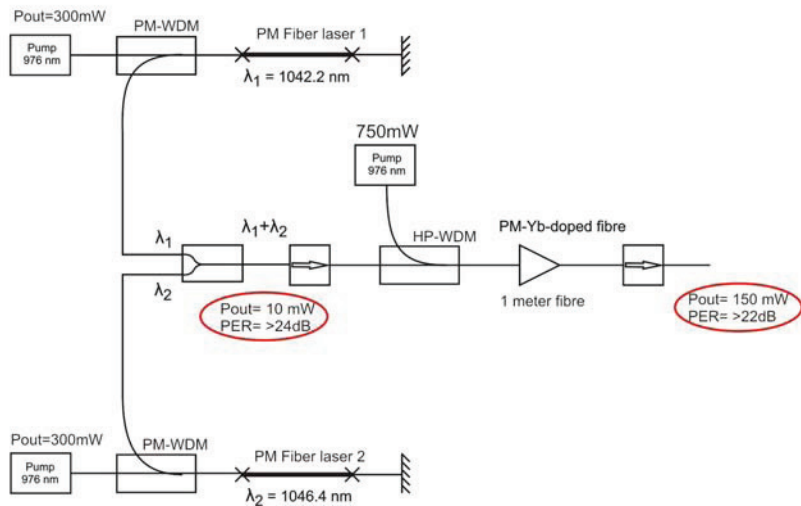 Pout=300mW
PM-WDM
PM Fiber laser 1
Pump
976 nm
λ1 = 1042.2 nm
750mW
Pump
976 nm
λ1
λ1+λ2
HP-WDM
PM-Yb-doped fibre
λ2
Pout= 10 mW
PER= >24dB
1 meter fibre
Pout= 150 mW
PER= >22dB
Pout=300mW
PM-WDM
PM Fiber laser 2
Pump
976 nm
λ2 = 1046.4 nm